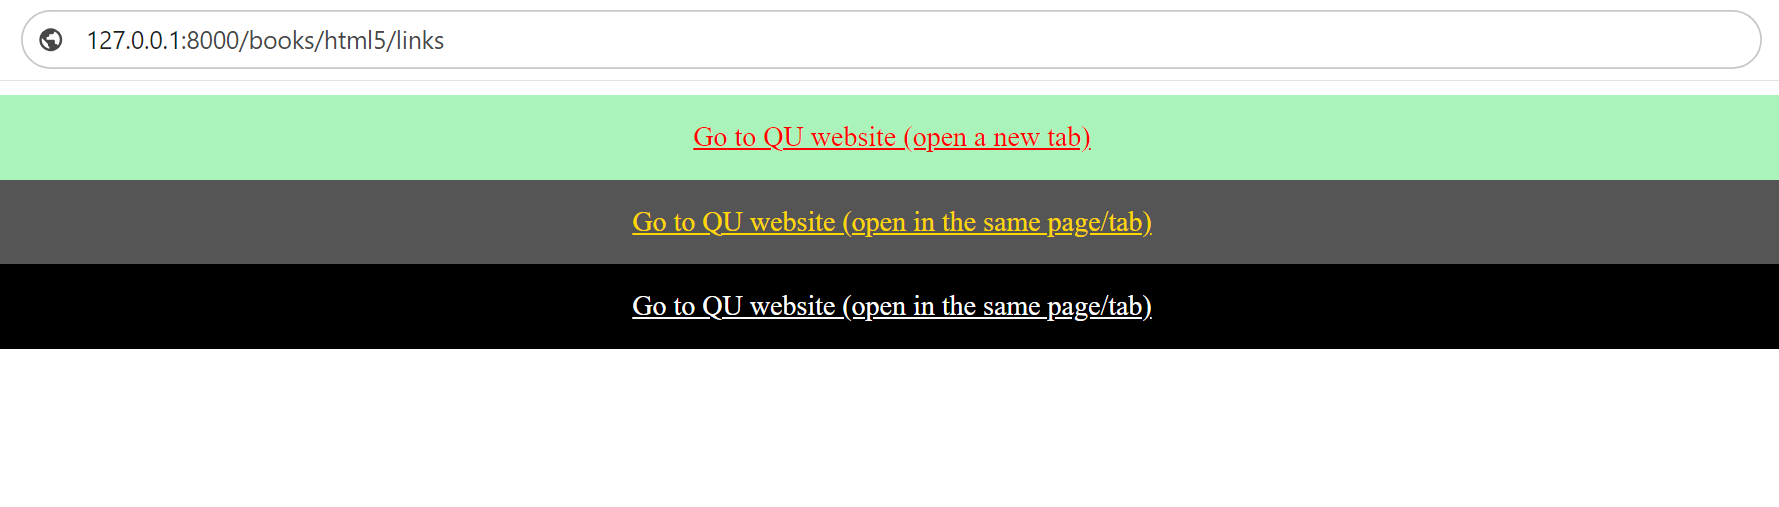 127.0.0.1:8000/books/html5/links
Go to QU website (open a new tab)
Go to QU website (open in the same page/tab)
Go to QU website (open in the same page/tab)